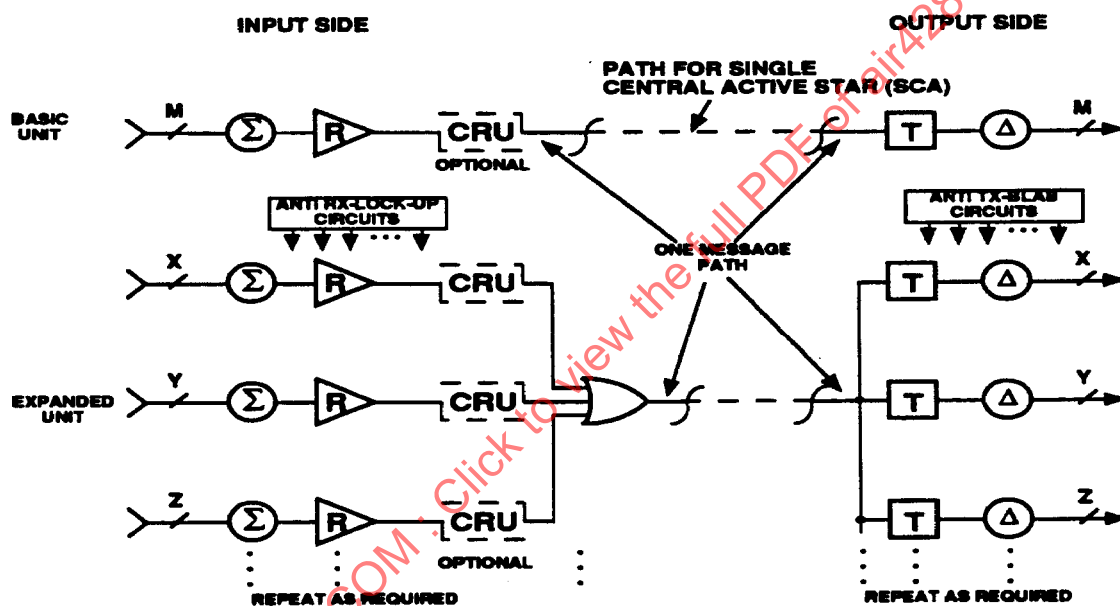 INPUT SIDE
OUTPUT SIDE
PATH FOR SINGLE
CENTRAL ACTIVE STAR (SCA)
BASIC
UNIT
M
Σ
R
CRU
OPTIONAL
T
Δ
M
ANTI RX-LOCK-UP
CIRCUITS
ANTI TX-BLAB
CIRCUITS
ONE MESSAGE
PATH
X
Σ
R
CRU
T
Δ
X
EXPANDED
UNIT
Y
Σ
R
CRU
T
Δ
Y
Z
Σ
R
CRU
OPTIONAL
T
Δ
Z
REPEAT AS REQUIRED
REPEAT AS REQUIRED
COM : Click to view the full PDF of air428